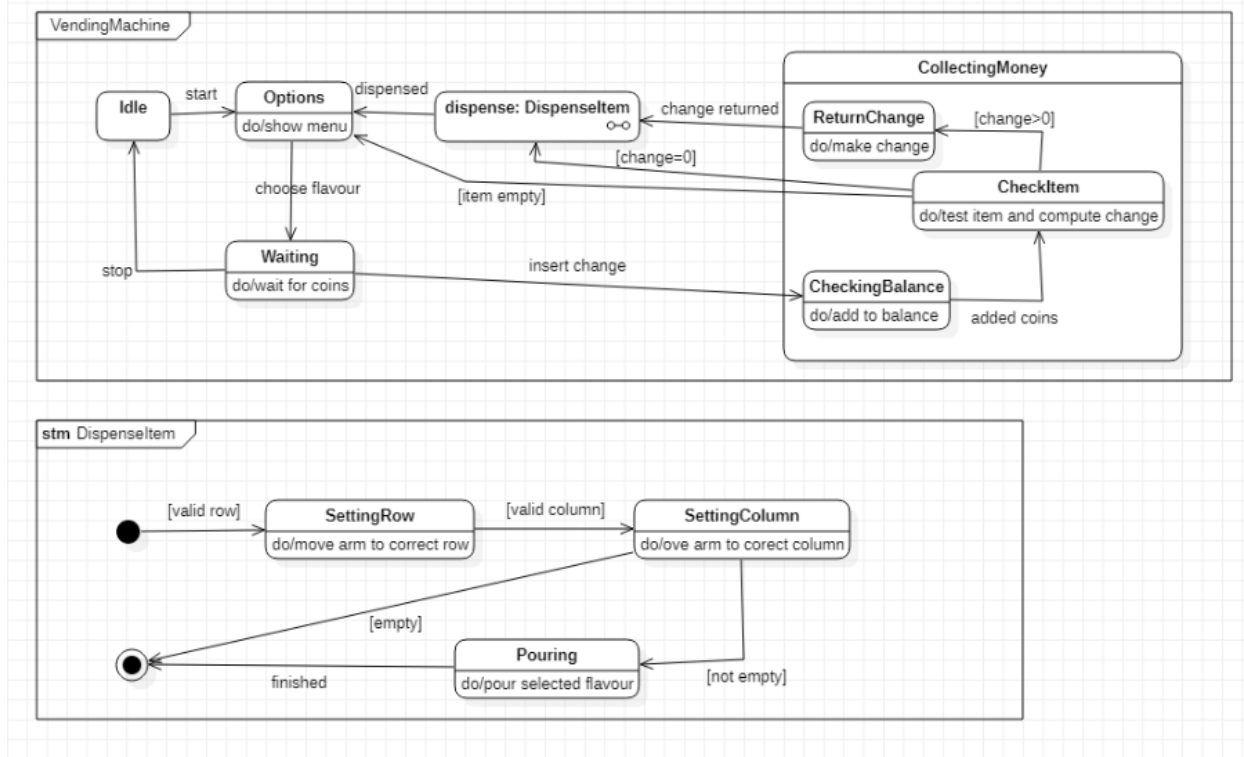 VendingMachine
CollectingMoney
Idle
start
Options
do/show menu
dispensed
dispense: DispenseItem
change returned
ReturnChange
do/make change
[change>0]
[change=0]
[item empty]
CheckItem
do/test item and compute change
choose flavour
Waiting
do/wait for coins
stop
insert change
CheckingBalance
do/add to balance
added coins
stm DispenseItem
[valid row]
SettingRow
do/move arm to correct row
[valid column]
SettingColumn
do/ove arm to corect column
[empty]
[not empty]
Pouring
do/pour selected flavour
finished